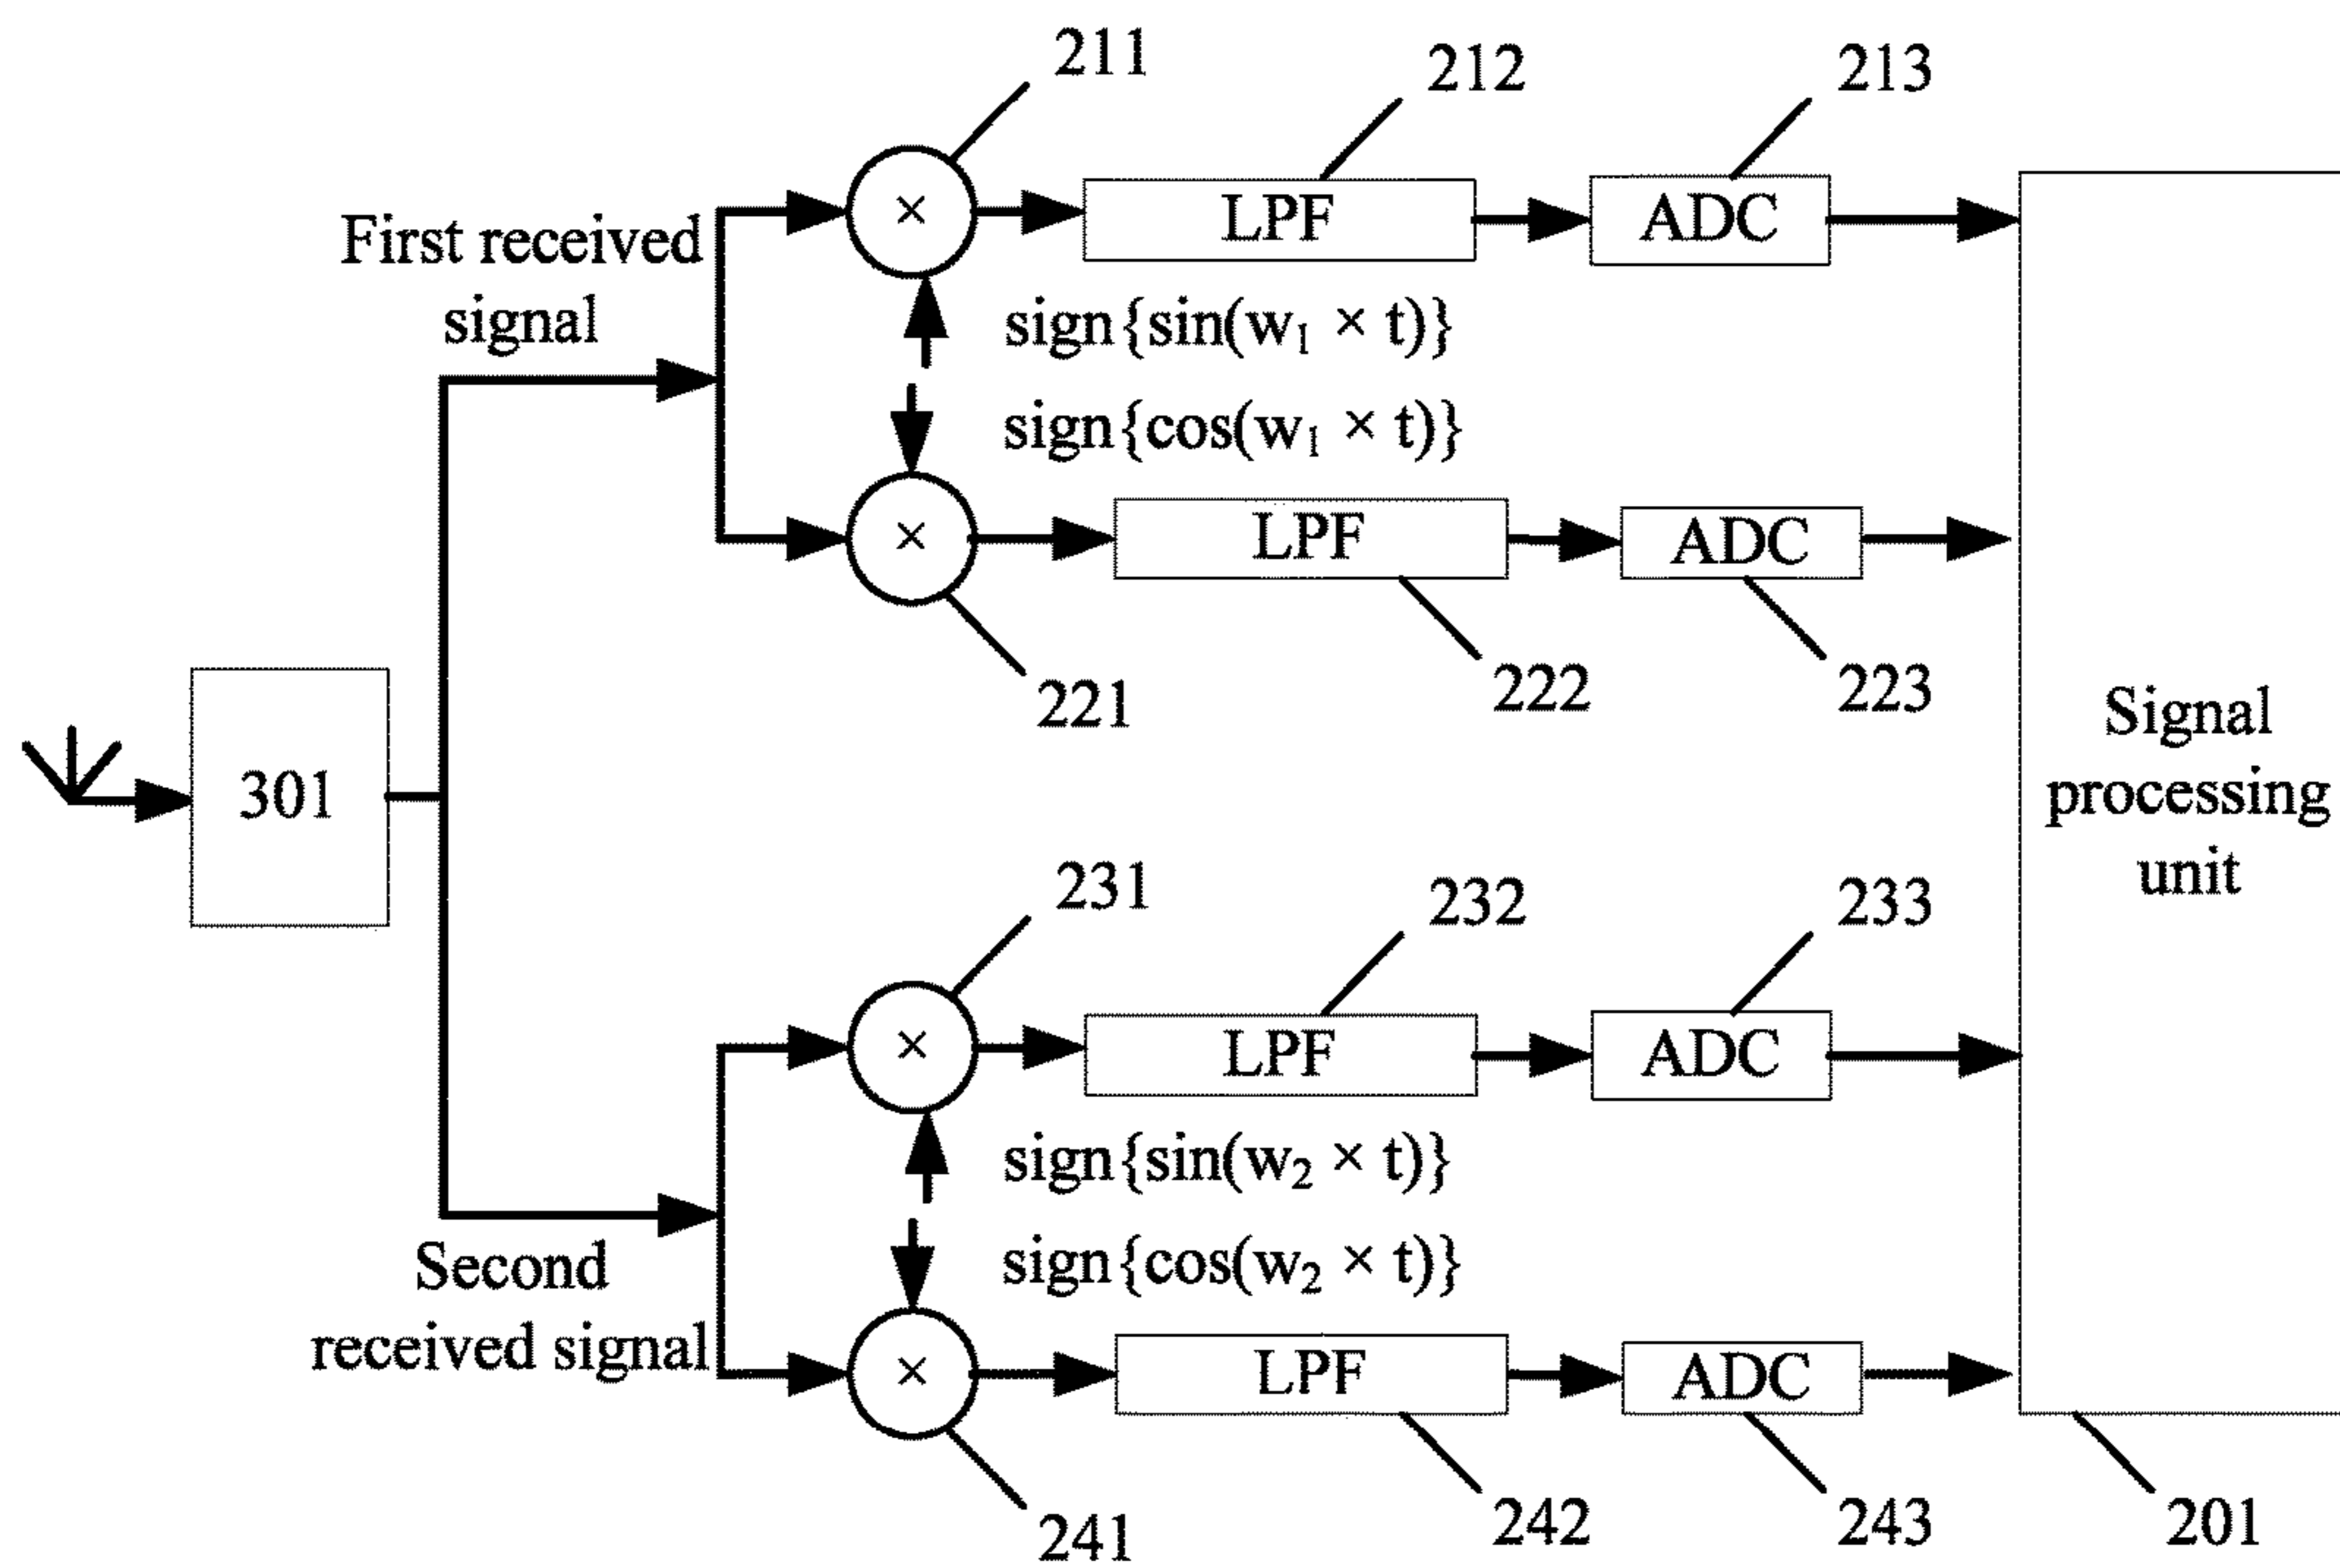 211
212
213
×
LPF
ADC
First received
signal
sign{sin(w₁ × t)}
sign{cos(w₁ × t)}
×
LPF
ADC
221
222
223
301
Signal
processing
unit
231
232
233
×
LPF
ADC
sign{sin(w₂ × t)}
sign{cos(w₂ × t)}
Second
received signal
×
LPF
ADC
241
242
243
201